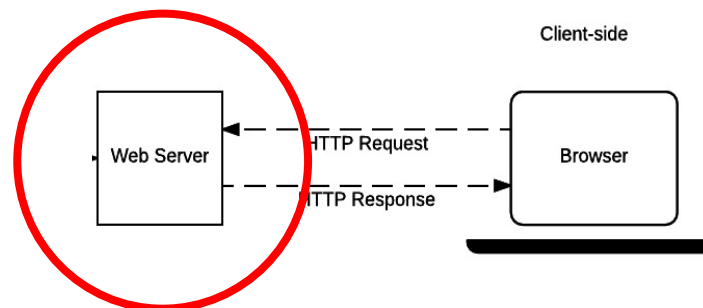 Client-side
HTTP Request
Web Server
Browser
HTTP Response